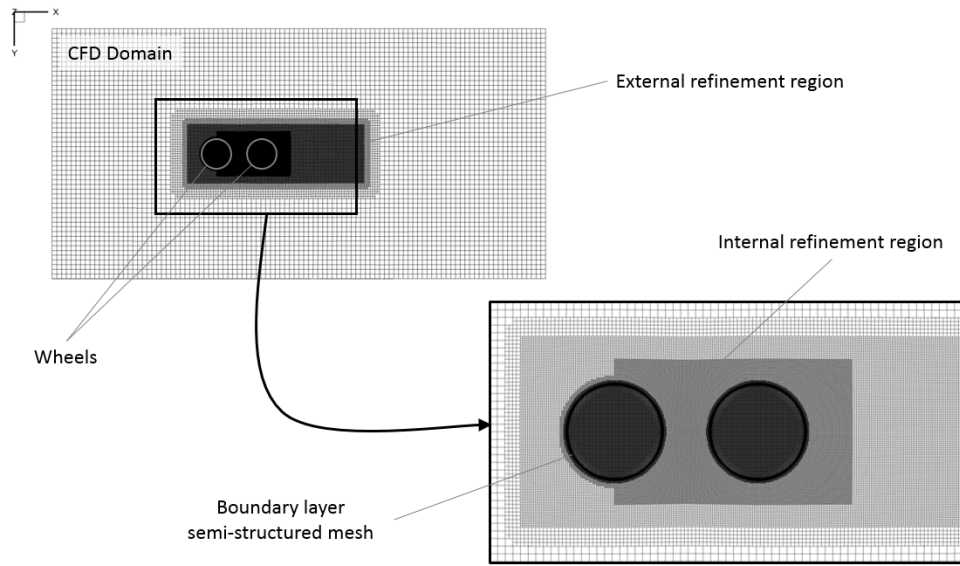 Z X
Y
CFD Domain
External refinement region
Internal refinement region
Wheels
Boundary layer
semi-structured mesh